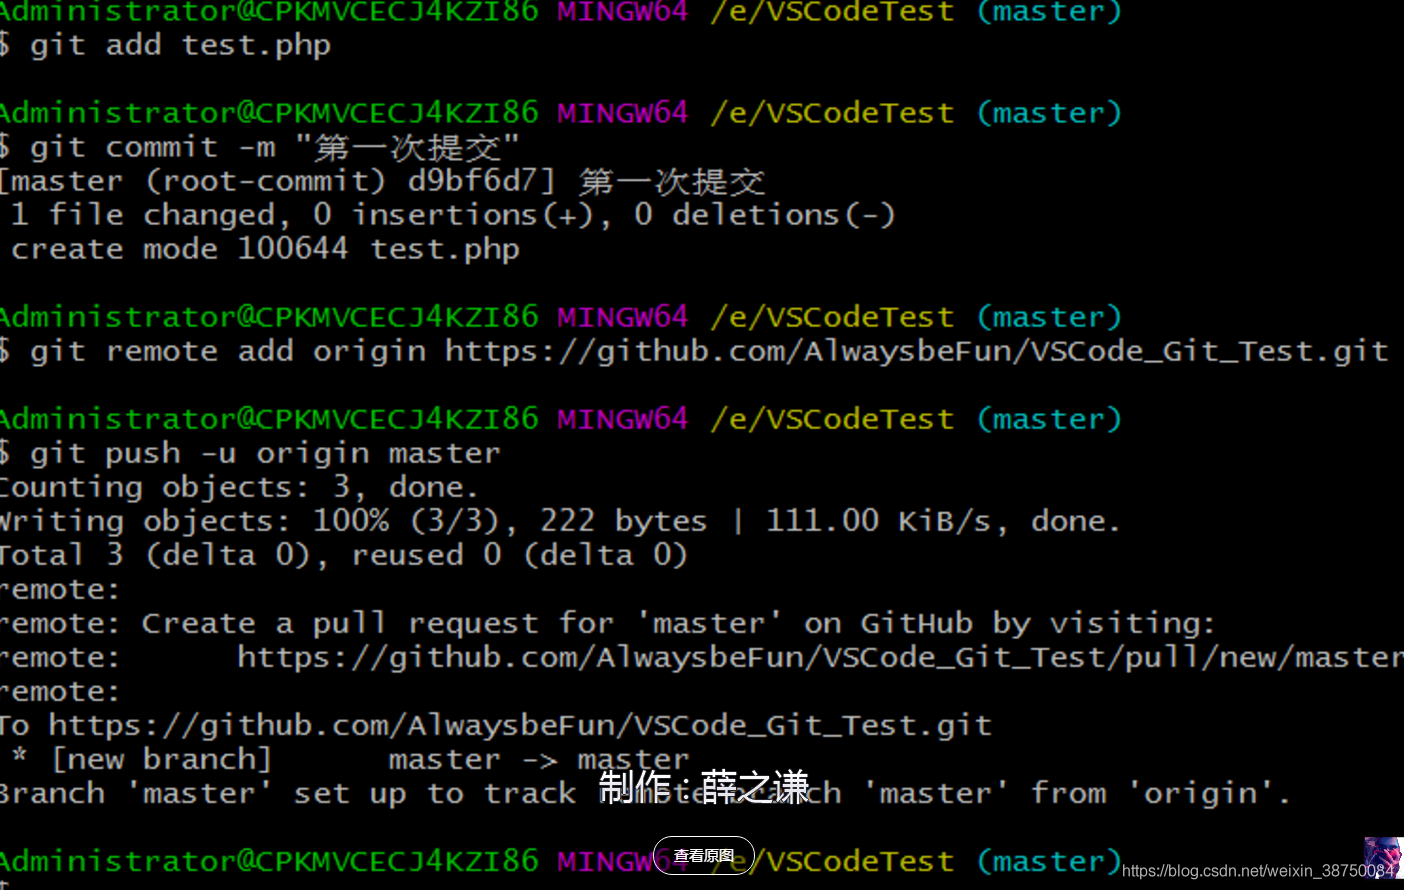 Administrator@CPKMVCECJ4KZI86 MINGW64 /e/VSCodeTest (master)
$ git add test.php
Administrator@CPKMVCECJ4KZI86 MINGW64 /e/VSCodeTest (master)
$ git commit -m "第一次提交"
[master (root-commit) d9bf6d7] 第一次提交
1 file changed, 0 insertions(+), 0 deletions(-)
create mode 100644 test.php
Administrator@CPKMVCECJ4KZI86 MINGW64 /e/VSCodeTest (master)
$ git remote add origin https://github.com/AlwaysbeFun/VSCode_Git_Test.git
Administrator@CPKMVCECJ4KZI86 MINGW64 /e/VSCodeTest (master)
$ git push -u origin master
Counting objects: 3, done.
Writing objects: 100% (3/3), 222 bytes | 111.00 KiB/s, done.
Total 3 (delta 0), reused 0 (delta 0)
remote:
remote: Create a pull request for 'master' on GitHub by visiting:
remote: https://github.com/AlwaysbeFun/VSCode_Git_Test/pull/new/master
remote:
To https://github.com/AlwaysbeFun/VSCode_Git_Test.git
* [new branch] master -> master
制作:薛之谦
Branch 'master' set up to track remote branch 'master' from 'origin'.
查看原图
Administrator@CPKMVCECJ4KZI86 MINGW64 /e/VSCodeTest (master)
https://blog.csdn.net/weixin_38750084